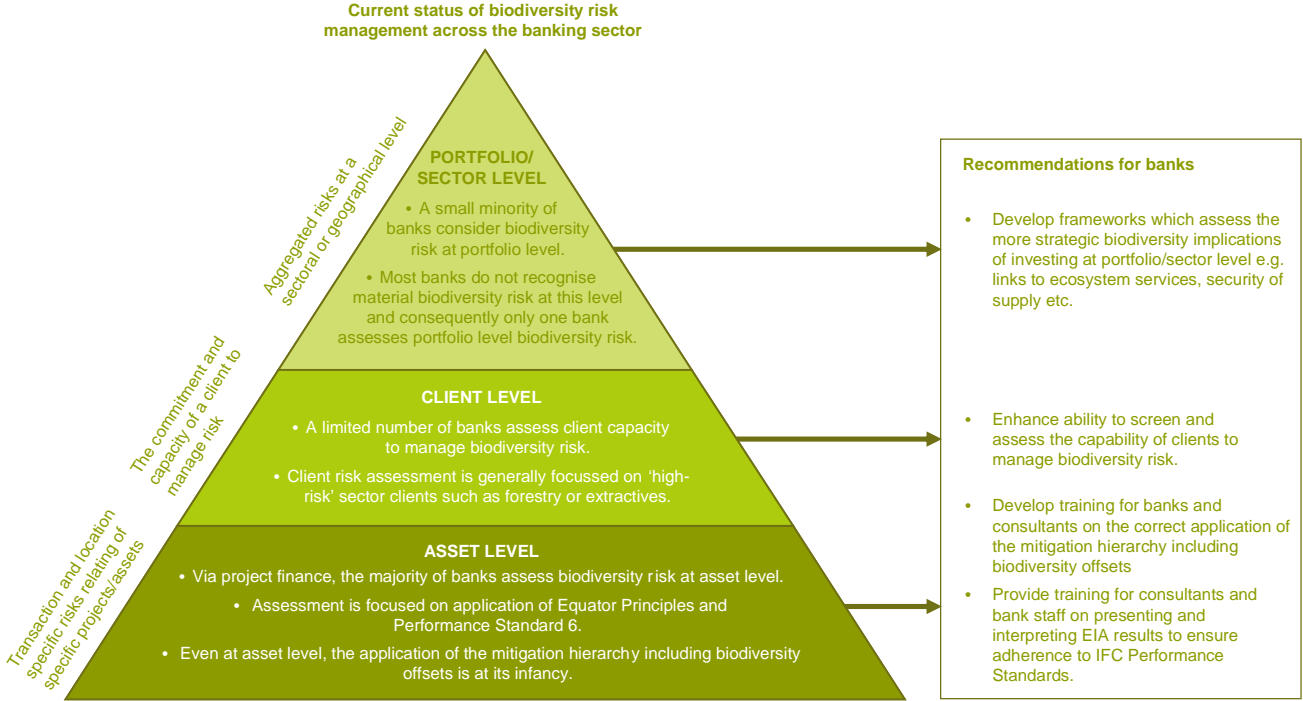 Current status of biodiversity risk
management across the banking sector
Aggregated risks at a
sectoral or geographical level
PORTFOLIO/
SECTOR LEVEL
• A small minority of
banks consider biodiversity
risk at portfolio level.
• Most banks do not recognise
material biodiversity risk at this level
and consequently only one bank
assesses portfolio level biodiversity risk.
The commitment and
capacity of a client to
manage risk
CLIENT LEVEL
• A limited number of banks assess client capacity
to manage biodiversity risk.
• Client risk assessment is generally focussed on ‘high-
risk’ sector clients such as forestry or extractives.
Transaction and location
specific risks relating of
specific projects/assets
ASSET LEVEL
• Via project finance, the majority of banks assess biodiversity risk at asset level.
• Assessment is focused on application of Equator Principles and
Performance Standard 6.
• Even at asset level, the application of the mitigation hierarchy including biodiversity
offsets is at its infancy.
Recommendations for banks
• Develop frameworks which assess the
more strategic biodiversity implications
of investing at portfolio/sector level e.g.
links to ecosystem services, security of
supply etc.
• Enhance ability to screen and
assess the capability of clients to
manage biodiversity risk.
• Develop training for banks and
consultants on the correct application of
the mitigation hierarchy including
biodiversity offsets
• Provide training for consultants and
bank staff on presenting and
interpreting EIA results to ensure
adherence to IFC Performance
Standards.